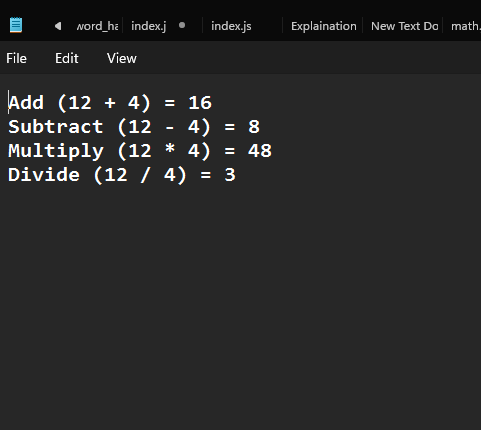 word_ha index.j index.js Explaination New Text Do math.
File Edit View
Add (12 + 4) = 16
Subtract (12 - 4) = 8
Multiply (12 * 4) = 48
Divide (12 / 4) = 3